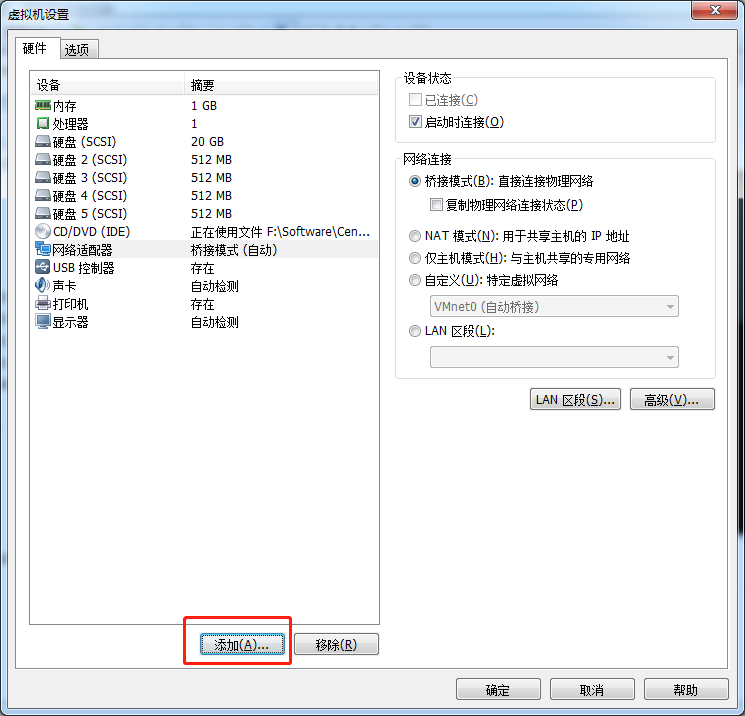 虚拟机设置
硬件 选项
设备 摘要
内存 1 GB
处理器 1
硬盘 (SCSI) 20 GB
硬盘 2 (SCSI) 512 MB
硬盘 3 (SCSI) 512 MB
硬盘 4 (SCSI) 512 MB
硬盘 5 (SCSI) 512 MB
CD/DVD (IDE) 正在使用文件 F:\Software\Cen...
网络适配器 桥接模式 (自动)
USB 控制器 存在
声卡 自动检测
打印机 存在
显示器 自动检测
添加(A)... 移除(R)
设备状态
已连接(C)
启动时连接(O)
网络连接
桥接模式(B): 直接连接物理网络
复制物理网络连接状态(P)
NAT 模式(N): 用于共享主机的 IP 地址
仅主机模式(H): 与主机共享的专用网络
自定义(U): 特定虚拟网络
VMnet0 (自动桥接)
LAN 区段(L):
LAN 区段(S)... 高级(V)...
确定 取消 帮助